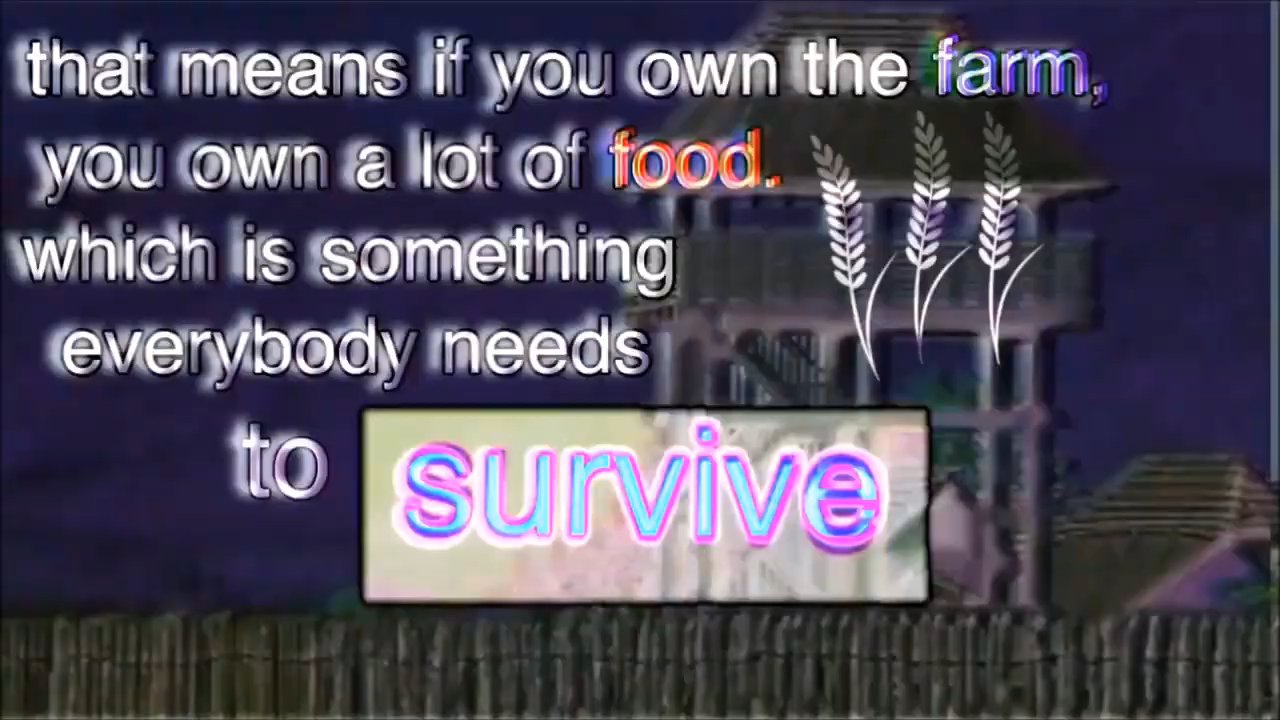 that means if you own the farm,
you own a lot of food.
which is something
everybody needs
to survive